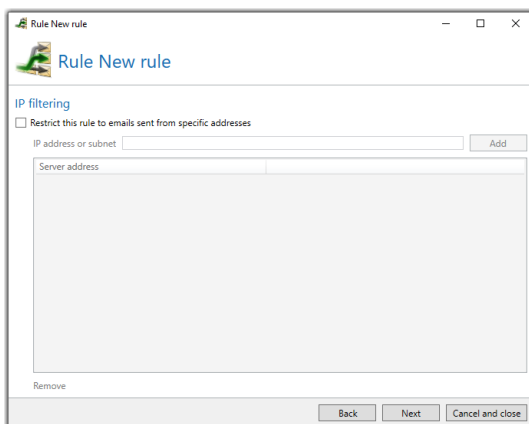 Rule New rule
Rule New rule
IP filtering
Restrict this rule to emails sent from specific addresses
IP address or subnet Add
Server address
Remove
Back Next Cancel and close